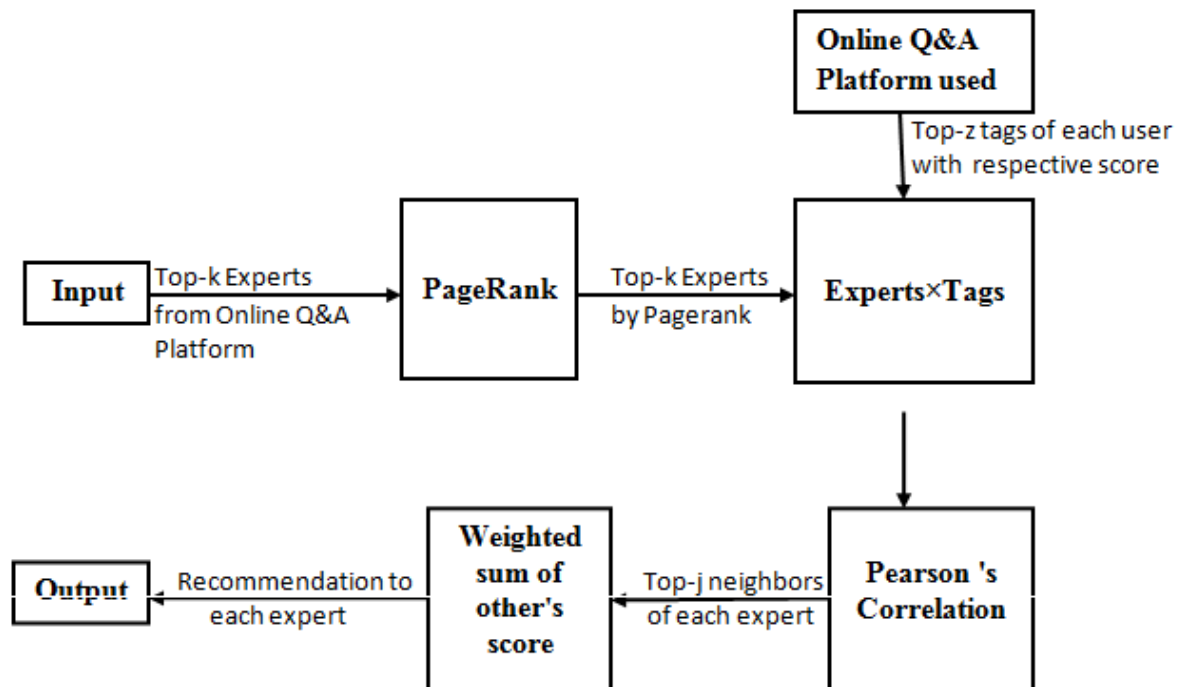 Online Q&A
Platform used
Top-z tags of each user
with respective score
Input
Top-k Experts
from Online Q&A
Platform
PageRank
Top-k Experts
by Pagerank
Experts×Tags
Pearson 's
Correlation
Top-j neighbors
of each expert
Weighted
sum of
other's
score
Recommendation to
each expert
Output